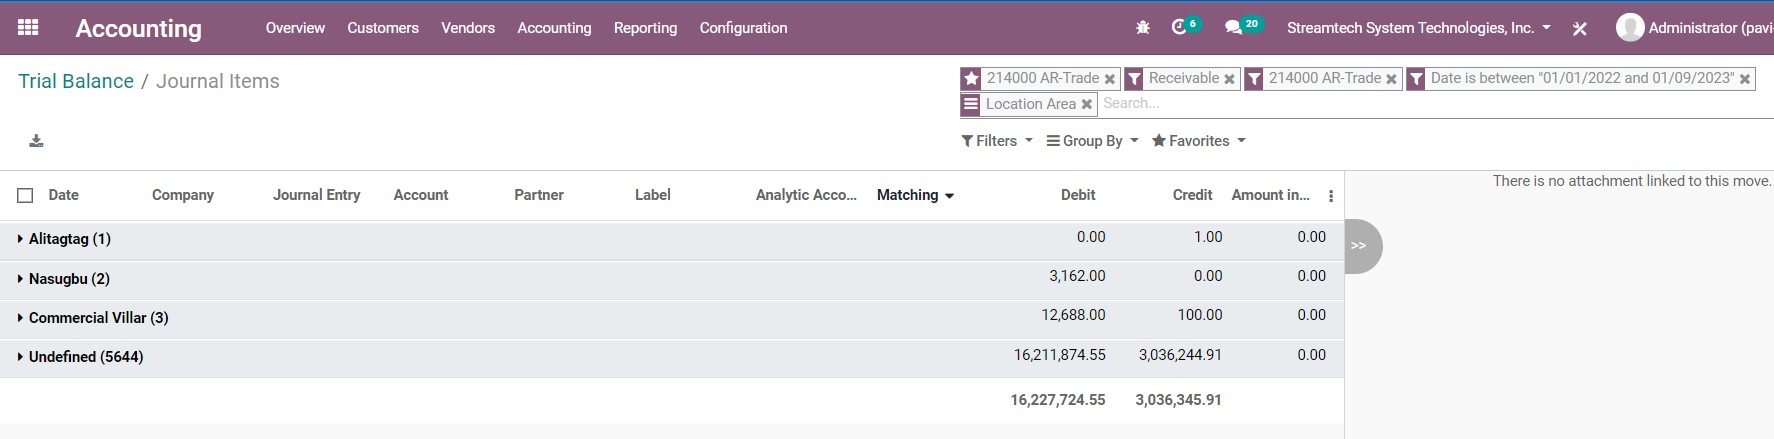 Accounting Overview Customers Vendors Accounting Reporting Configuration 6 20 Streamtech System Technologies, Inc. Administrator (pavi-
Trial Balance / Journal Items 214000 AR-Trade Receivable 214000 AR-Trade Date is between "01/01/2022 and 01/09/2023"
Location Area Search...
Filters Group By Favorites
Date Company Journal Entry Account Partner Label Analytic Acco... Matching Debit Credit Amount in... There is no attachment linked to this move.
Alitagtag (1) 0.00 1.00 0.00 >>
Nasugbu (2) 3,162.00 0.00 0.00
Commercial Villar (3) 12,688.00 100.00 0.00
Undefined (5644) 16,211,874.55 3,036,244.91 0.00
16,227,724.55 3,036,345.91